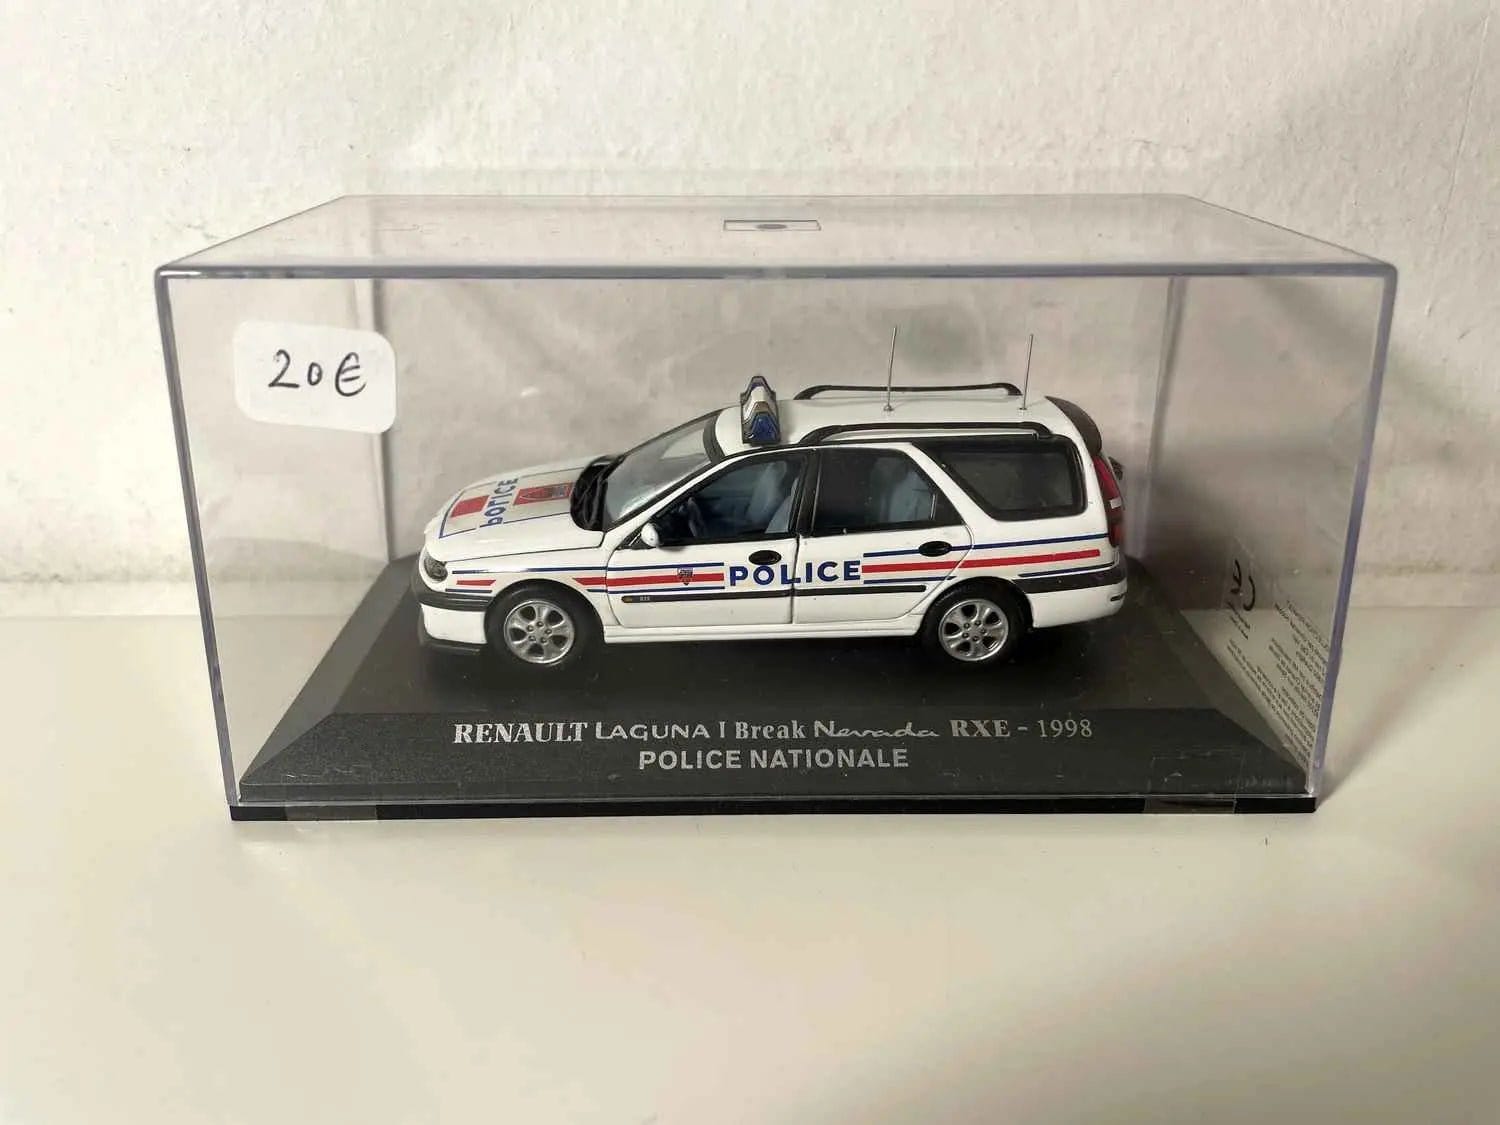 20€
POLICE
POLICE
RENAULT LAGUNA I Break Nevada RXE - 1998
POLICE NATIONALE